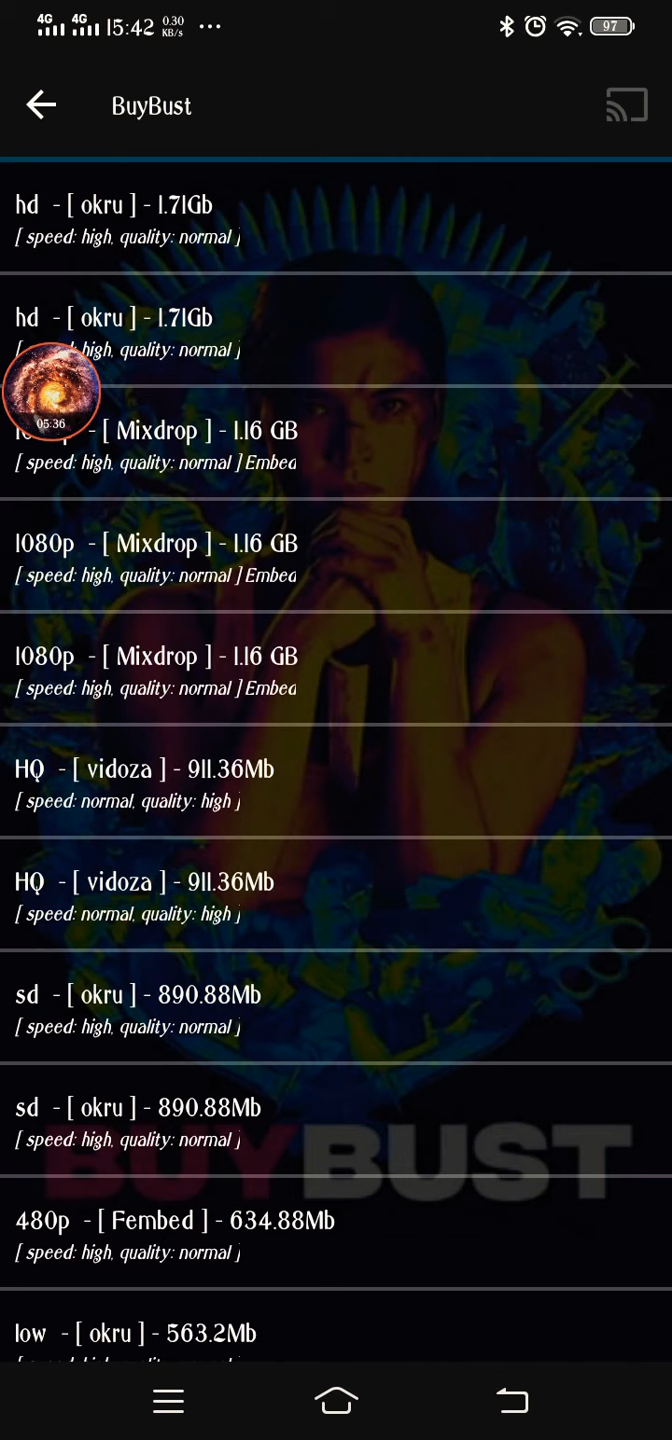 4G 4G 15:42 0.30 KB/s ... 97
BuyBust
hd - [ okru ] - 1.71Gb
[ speed: high, quality: normal ]
hd - [ okru ] - 1.71Gb
high, quality: normal ]
05:36
- [ Mixdrop ] - 1.16 GB
[ speed: high, quality: normal ] Embed
1080p - [ Mixdrop ] - 1.16 GB
[ speed: high, quality: normal ] Embed
1080p - [ Mixdrop ] - 1.16 GB
[ speed: high, quality: normal ] Embed
HQ - [ vidoza ] - 911.36Mb
[ speed: normal, quality: high ]
HQ - [ vidoza ] - 911.36Mb
[ speed: normal, quality: high ]
sd - [ okru ] - 890.88Mb
[ speed: high, quality: normal ]
sd - [ okru ] - 890.88Mb
[ speed: high, quality: normal ]
BUYBUST
480p - [ Fembed ] - 634.88Mb
[ speed: high, quality: normal ]
low - [ okru ] - 563.2Mb